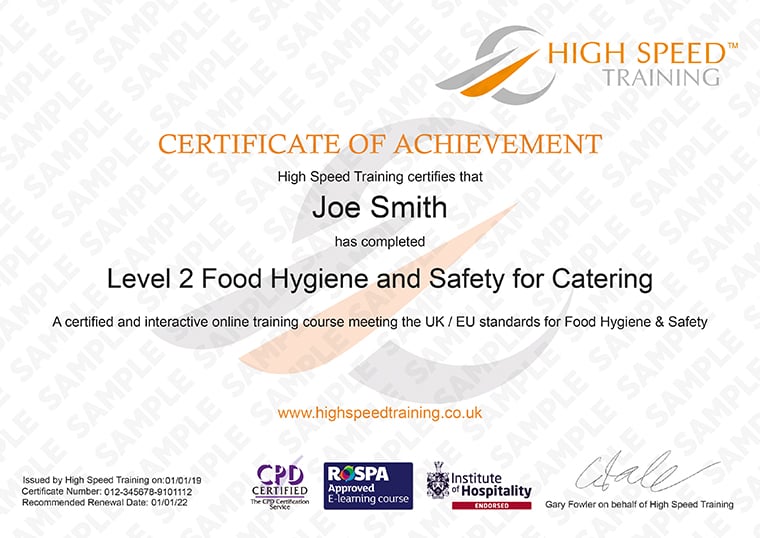 HIGH SPEED™
TRAINING
CERTIFICATE OF ACHIEVEMENT
High Speed Training certifies that
Joe Smith
has completed
Level 2 Food Hygiene and Safety for Catering
A certified and interactive online training course meeting the UK / EU standards for Food Hygiene & Safety
www.highspeedtraining.co.uk
Issued by High Speed Training on:01/01/19
Certificate Number: 012-345678-9101112
Recommended Renewal Date: 01/01/22
CPD
CERTIFIED
The CPD Certification
Service
RoSPA
Approved
E-learning course
Institute
of Hospitality
ENDORSED
Gary Fowler on behalf of High Speed Training
SAMPLE SAMPLE SAMPLE